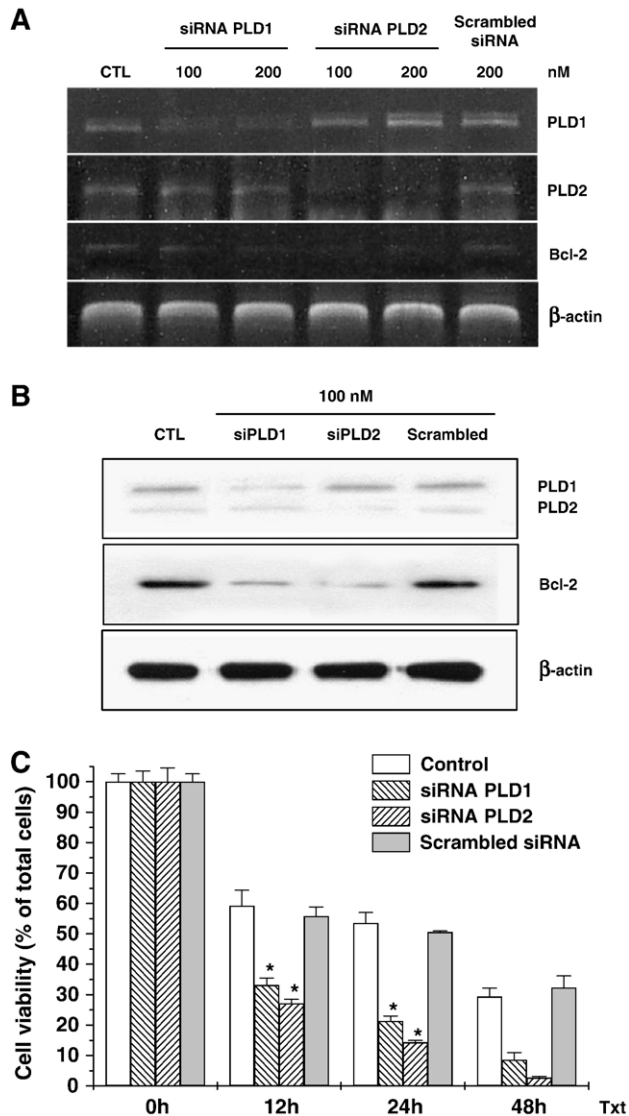 A
siRNA PLD1
siRNA PLD2
Scrambled
siRNA
CTL 100 200 100 200 200 nM
PLD1
PLD2
Bcl-2
β-actin
B
100 nM
CTL siPLD1 siPLD2 Scrambled
PLD1
PLD2
Bcl-2
β-actin
C
Control
siRNA PLD1
siRNA PLD2
Scrambled siRNA
Cell viability (% of total cells)
100
90
80
70
60
50
40
30
20
10
0
* * * *
0h 12h 24h 48h Txt